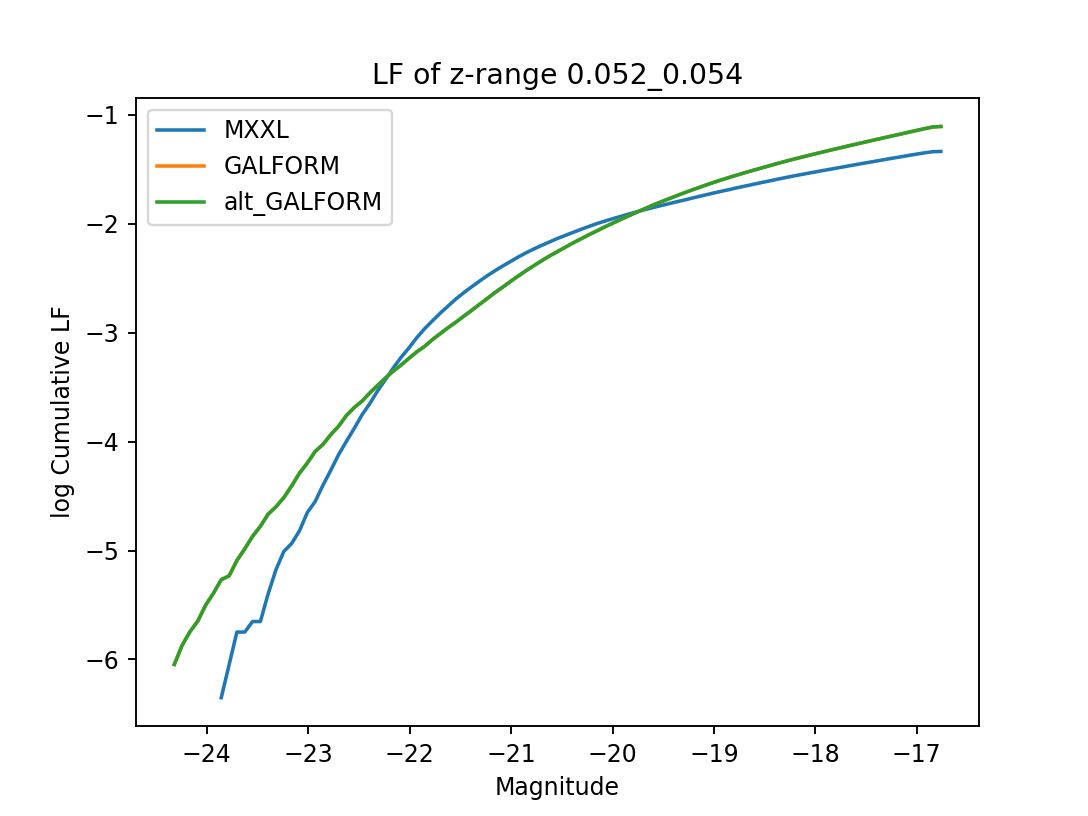 LF of z-range 0.052_0.054
−1
−2
−3
−4
−5
−6
log Cumulative LF
MXXL
GALFORM
alt_GALFORM
−24 −23 −22 −21 −20 −19 −18 −17
Magnitude